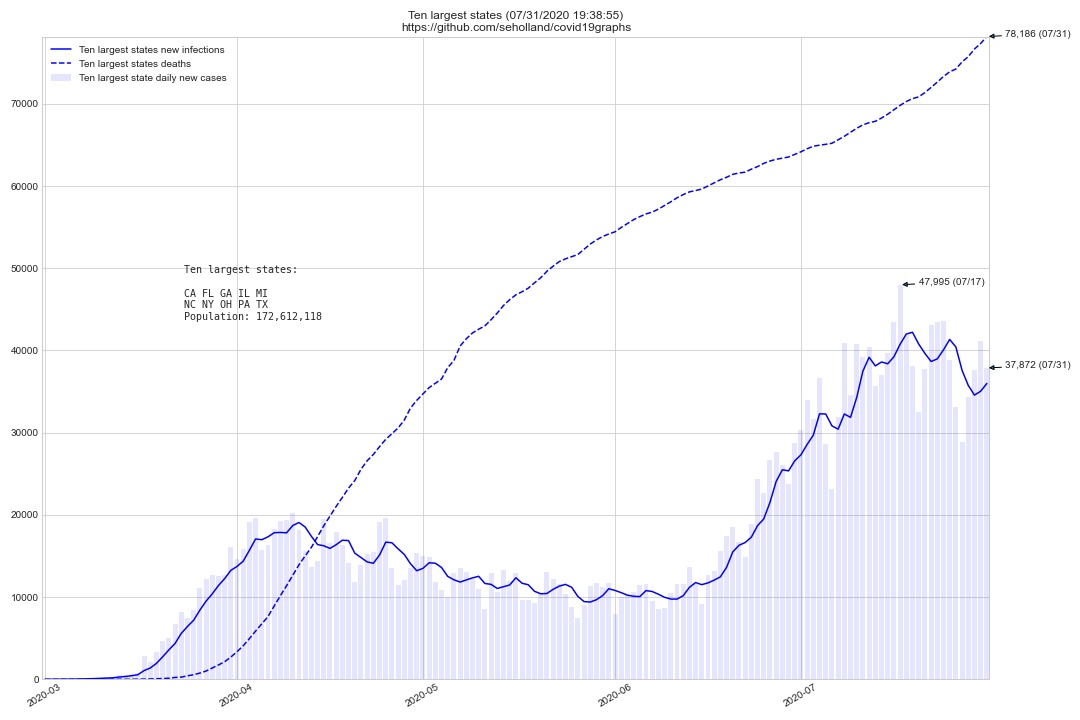 Ten largest states (07/31/2020 19:38:55)
https://github.com/seholland/covid19graphs
78,186 (07/31)
Ten largest states new infections
Ten largest states deaths
Ten largest state daily new cases
70000
60000
50000
Ten largest states:
CA FL GA IL MI
NC NY OH PA TX
Population: 172,612,118
47,995 (07/17)
40000
37,872 (07/31)
30000
20000
10000
0
2020-03
2020-04
2020-05
2020-06
2020-07